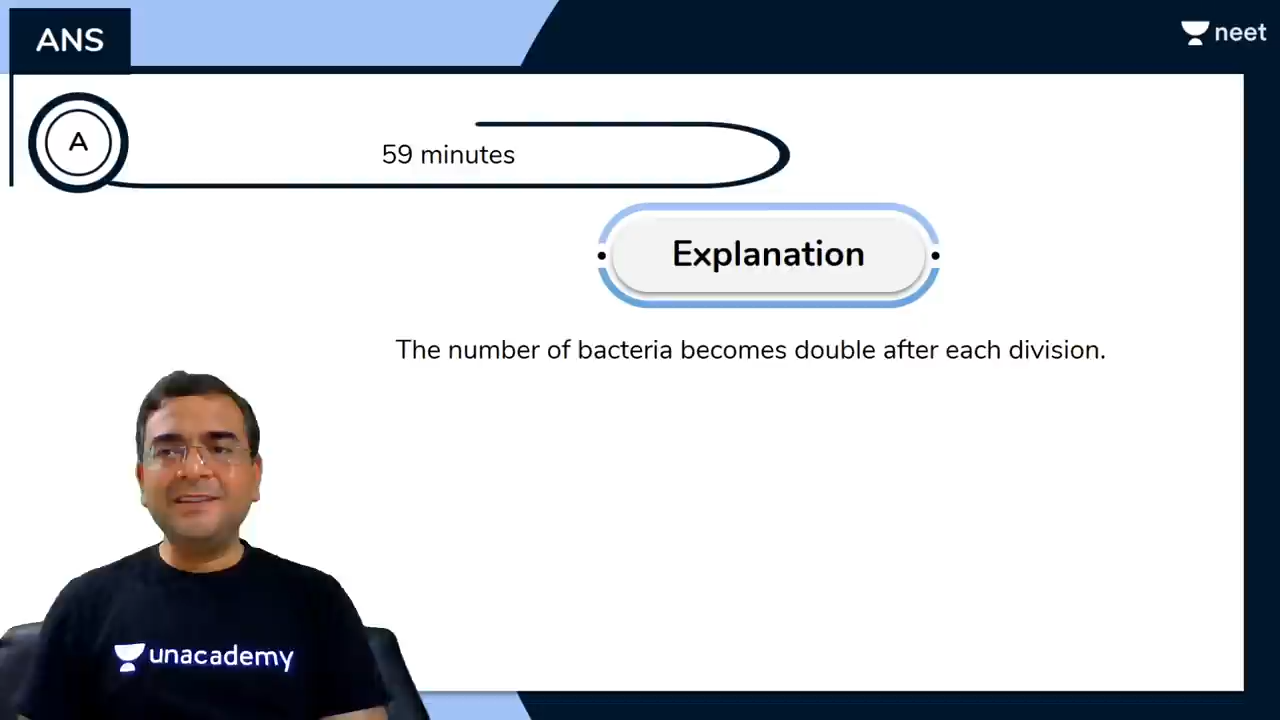 ANS
neet
A
59 minutes
Explanation
The number of bacteria becomes double after each division.
unacademy